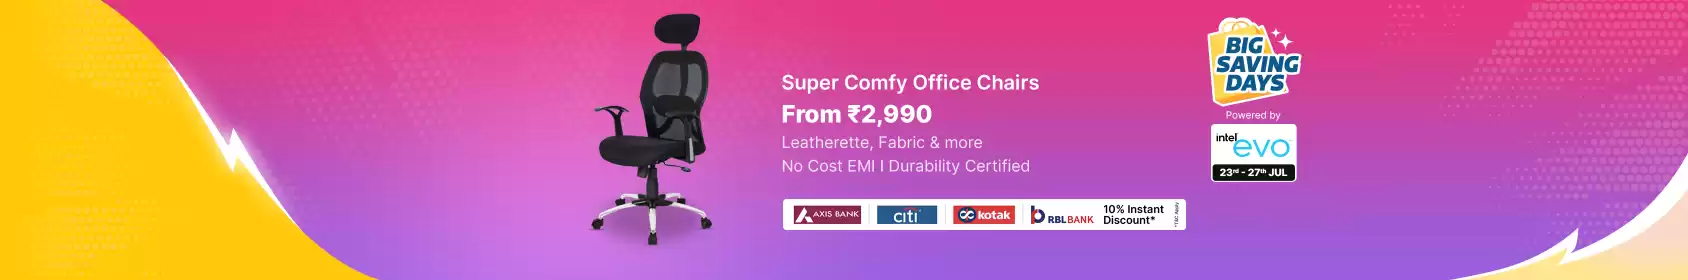 Super Comfy Office Chairs
From ₹2,990
Leatherette, Fabric & more
No Cost EMI I Durability Certified
AXIS BANK
citi
kotak
RBLBANK
10% Instant
Discount*
*T&C Apply
BIG
SAVING
DAYS
Powered by
intel
evo
23rd - 27th JUL